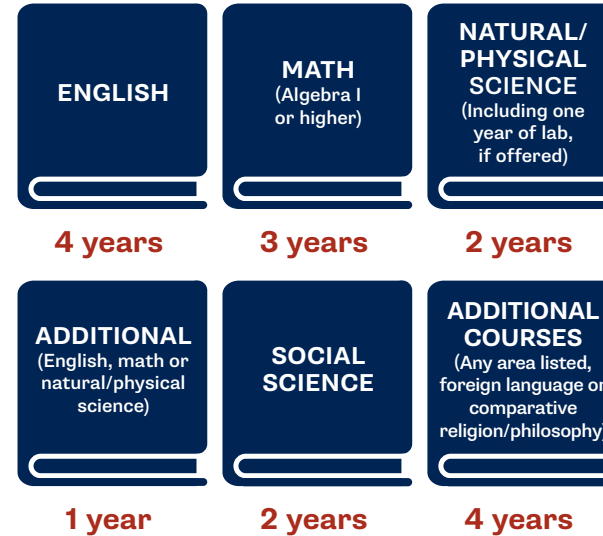 ENGLISH
MATH
(Algebra I
or higher)
NATURAL/
PHYSICAL
SCIENCE
(Including one
year of lab,
if offered)
4 years
3 years
2 years
ADDITIONAL
(English, math or
natural/physical
science)
SOCIAL
SCIENCE
ADDITIONAL
COURSES
(Any area listed,
foreign language or
comparative
religion/philosophy)
1 year
2 years
4 years